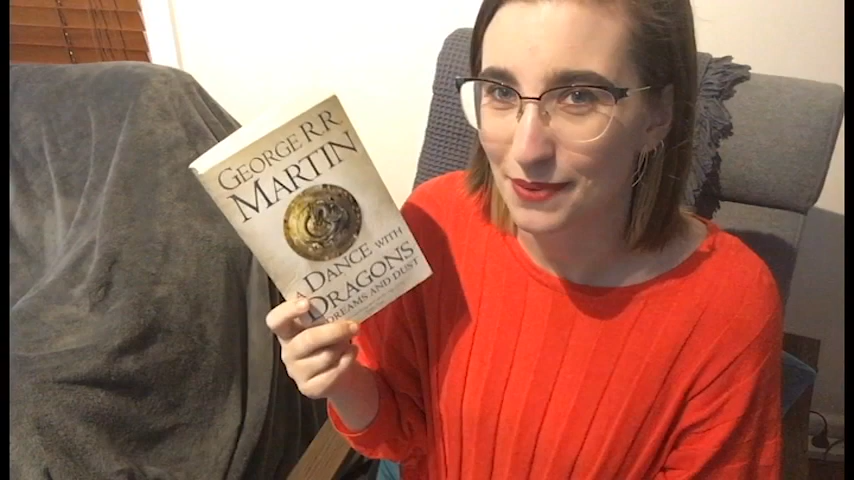 GEORGE R.R.
MARTIN
A DANCE WITH
DRAGONS
DREAMS AND DUST